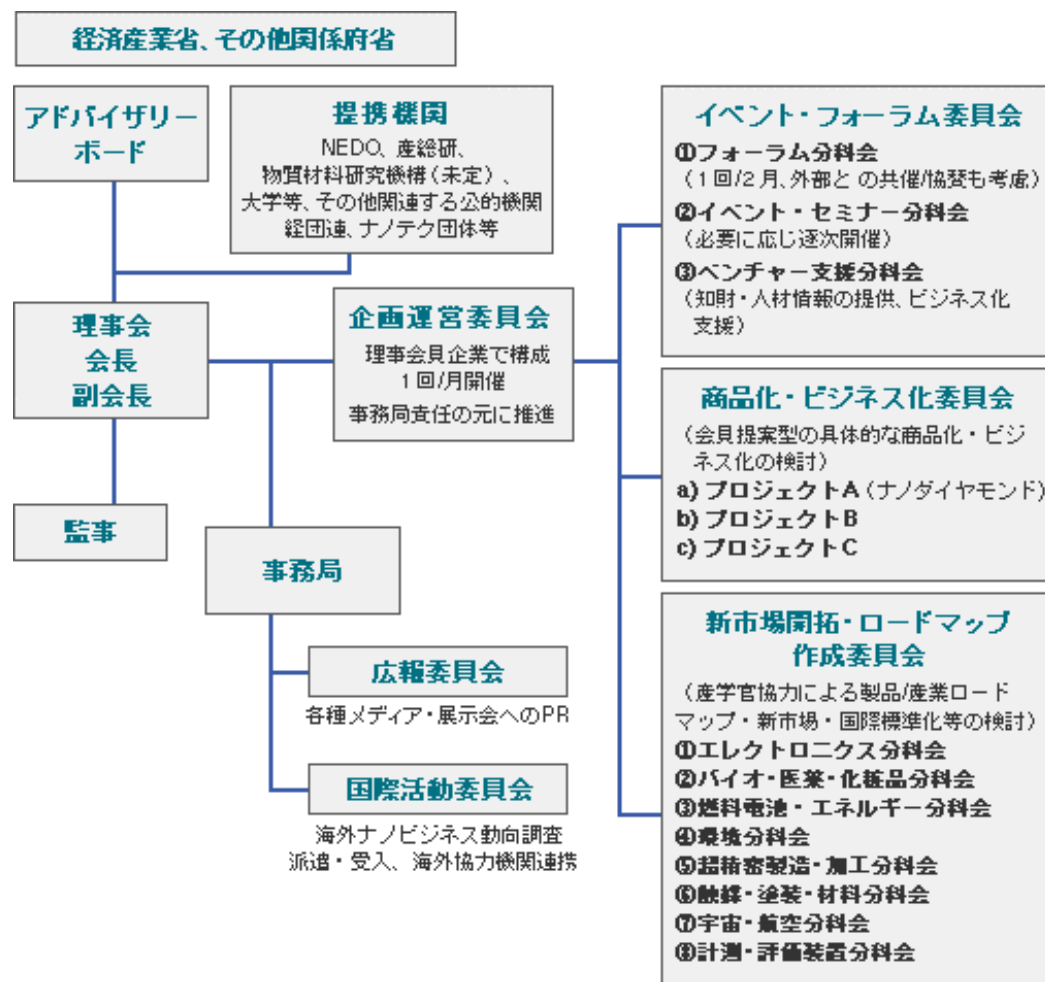 経済産業省、その他関係府省
アドバイザリー
ボード
提携機関
NEDO、産総研、
物質材料研究機構(未定)、
大学等、その他関連する公的機関
経団連、ナノテク団体等
理事会
会長
副会長
監事
企画運営委員会
理事会員企業で構成
1回/月開催
事務局責任の元に推進
事務局
広報委員会
各種メディア・展示会へのPR
国際活動委員会
海外ナノビジネス動向調査
派遣・受入、海外協力機関連携
イベント・フォーラム委員会
①フォーラム分科会
(1回/2月、外部と の共催/協賛も考慮)
②イベント・セミナー分科会
(必要に応じ逐次開催)
③ベンチャー支援分科会
(知財・人材情報の提供、ビジネス化
支援)
商品化・ビジネス化委員会
(会員提案型の具体的な商品化・ビジ
ネス化の検討)
a) プロジェクトA (ナノダイヤモンド)
b) プロジェクトB
c) プロジェクトC
新市場開拓・ロードマップ
作成委員会
(産学官協力による製品/産業ロード
マップ・新市場・国際標準化等の検討)
①エレクトロニクス分科会
②バイオ・医薬・化粧品分科会
③燃料電池・エネルギー分科会
④環境分科会
⑤超精密製造・加工分科会
⑥触媒・塗装・材料分科会
⑦宇宙・航空分科会
⑧計測・評価装置分科会